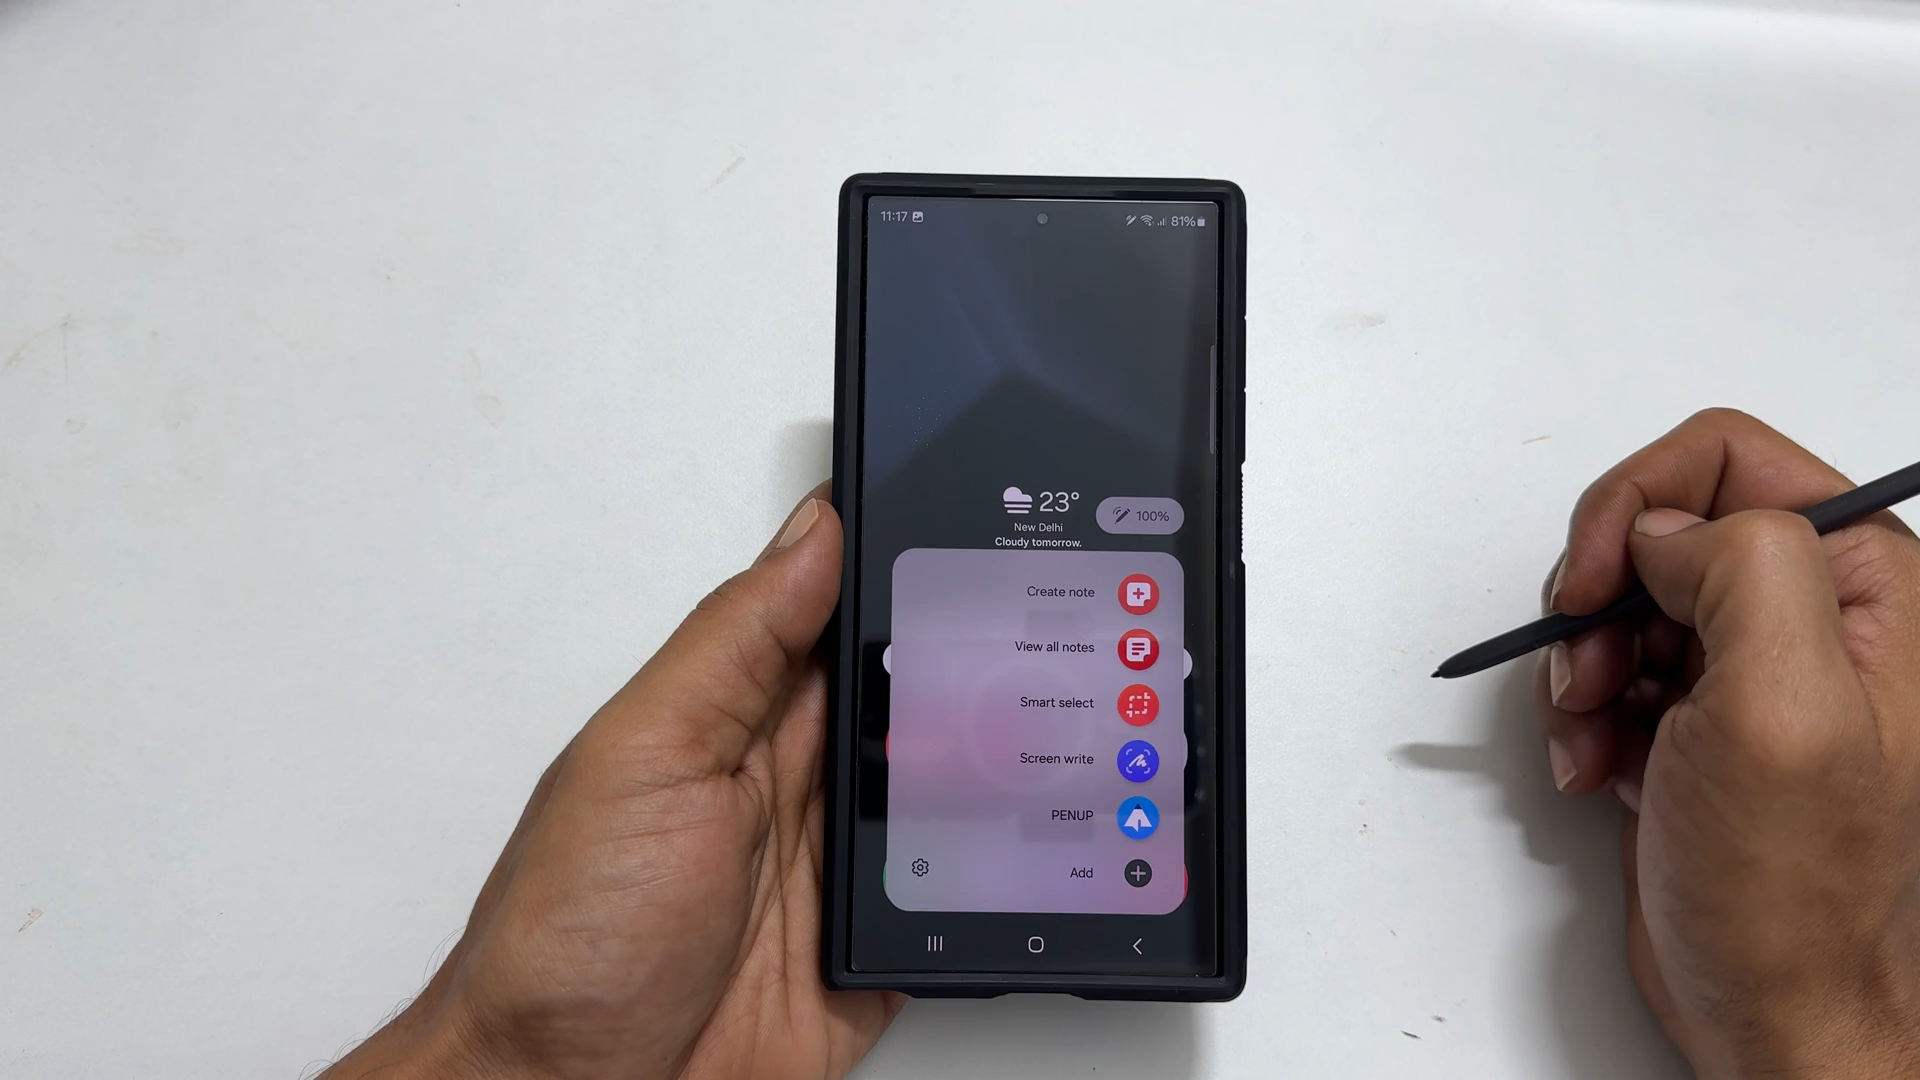 11:17
81%
23°
New Delhi
Cloudy tomorrow.
100%
Create note
View all notes
Smart select
Screen write
PENUP
Add